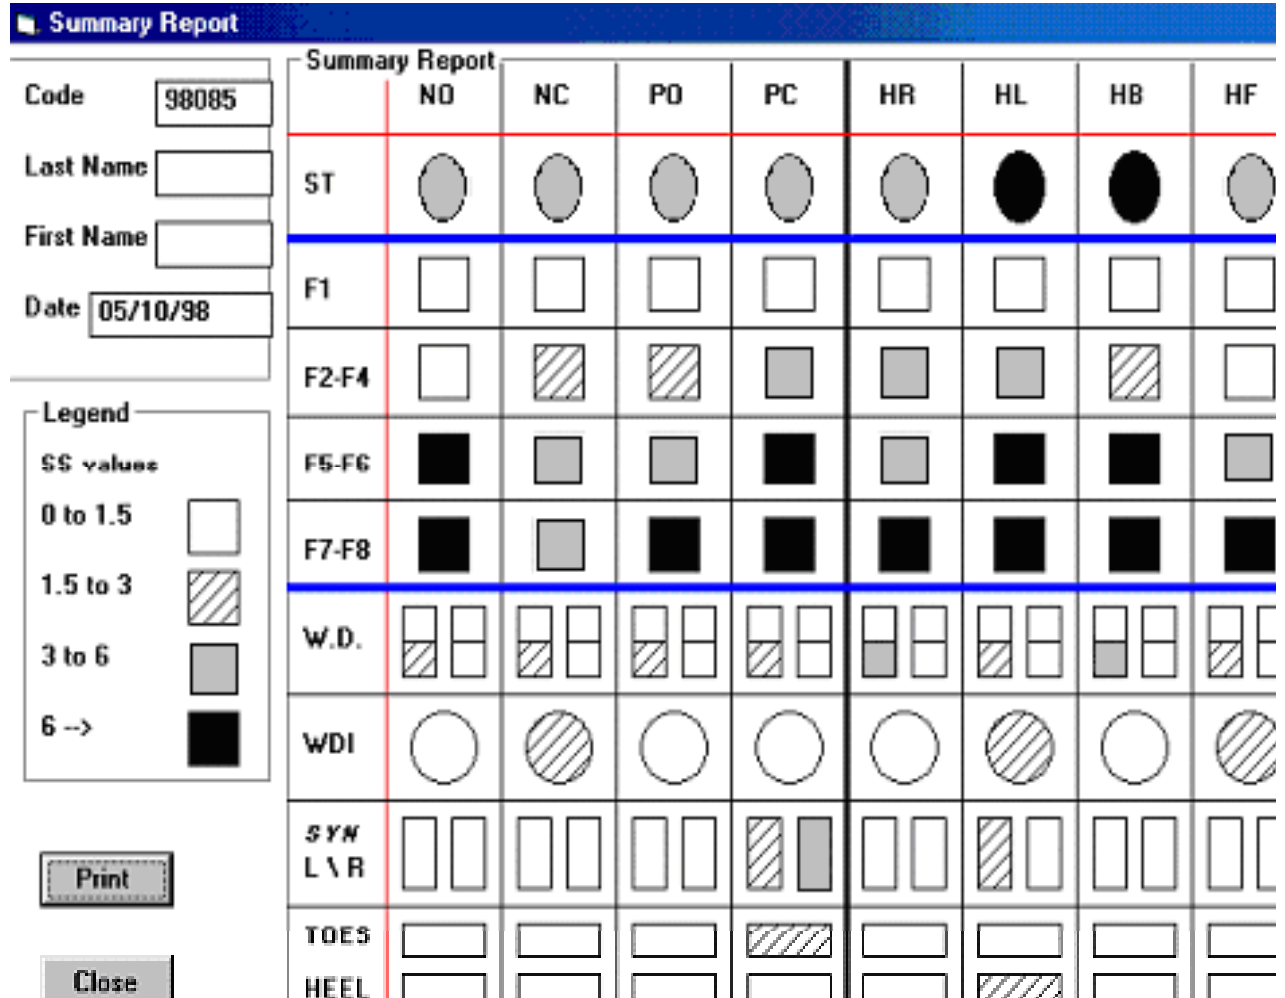 Summary Report
Code 98085
Last Name
First Name
Date 05/10/98
Legend
SS values
0 to 1.5
1.5 to 3
3 to 6
6 -->
Print
Close
Summary Report
NO NC PO PC HR HL HB HF
ST
F1
F2-F4
F5-F6
F7-F8
W.D.
WDI
SYN
L \ R
TOES
HEEL